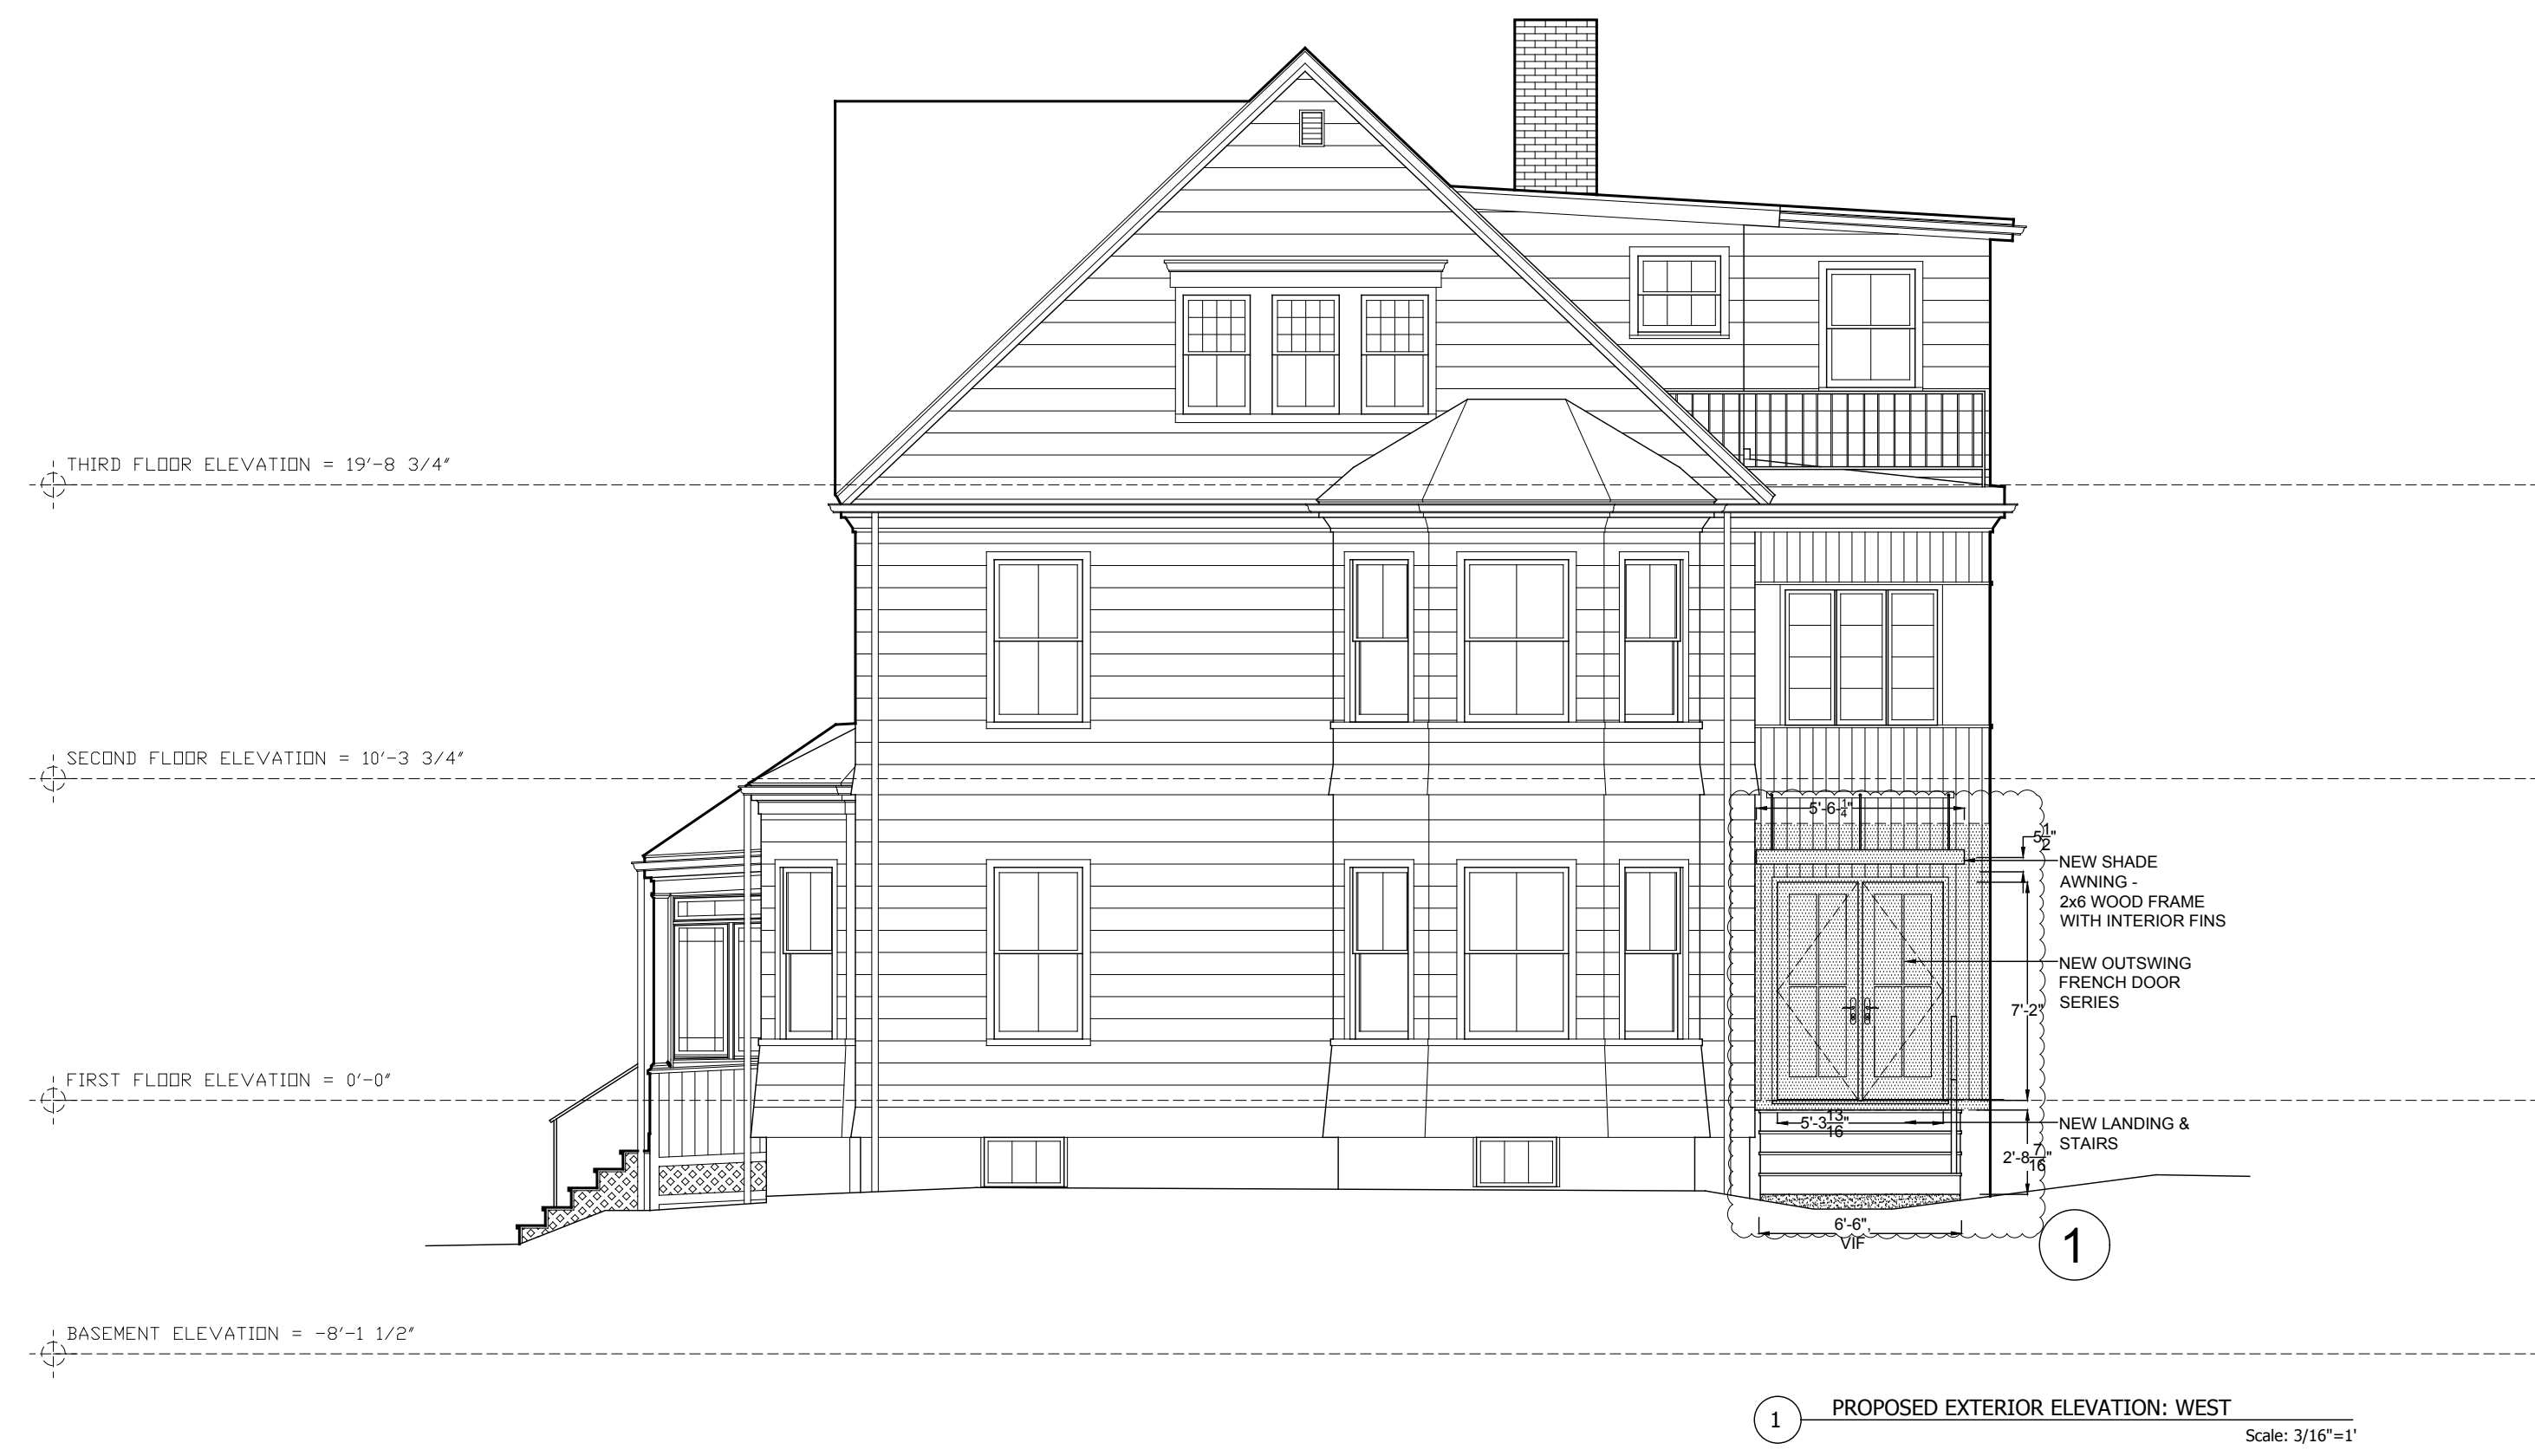 THIRD FLOOR ELEVATION = 19'-8 3/4"
SECOND FLOOR ELEVATION = 10'-3 3/4"
5'-6 1/4"
5 1/2"
NEW SHADE
AWNING -
2x6 WOOD FRAME
WITH INTERIOR FINS
NEW OUTSWING
FRENCH DOOR
SERIES
7'-2"
FIRST FLOOR ELEVATION = 0'-0"
5'-3 13/16"
NEW LANDING &
STAIRS
2'-8 7/16"
6'-6",
VIF
1
BASEMENT ELEVATION = -8'-1 1/2"
1
PROPOSED EXTERIOR ELEVATION: WEST
Scale: 3/16"=1'